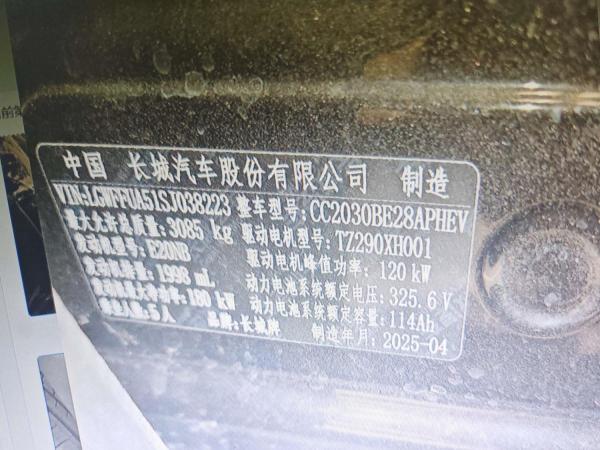 前
中国 长城汽车股份有限公司 制造
VIN:LGWFFUA51SJ038223 整车型号:CC2030BE28APHEV
最大允许总质量:3085 kg 驱动电机型号:TZ290XH001
发动机型号:E20NB 驱动电机峰值功率:120 kW
发动机排量:1998 mL 动力电池系统额定电压:325.6 V
发动机最大净功率:180 kW 动力电池系统额定容量:114Ah
乘坐人数:5人 品牌:长城牌 制造年月:2025-04